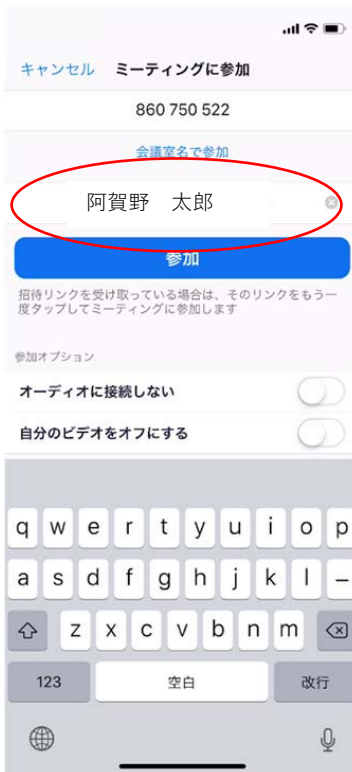 キャンセル ミーティングに参加
860 750 522
会議室名で参加
阿賀野 太郎
参加
招待リンクを受け取っている場合は、そのリンクをもう一
度タップしてミーティングに参加します
参加オプション
オーディオに接続しない
自分のビデオをオフにする
q w e r t y u i o p
a s d f g h j k l –
z x c v b n m
123 空白 改行